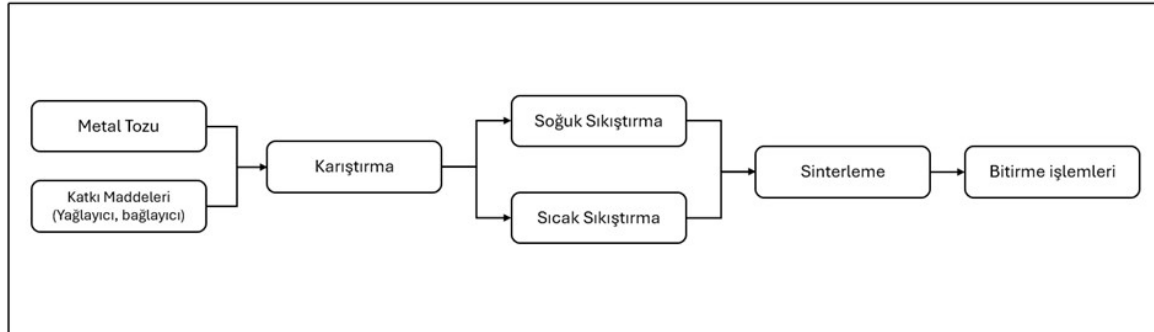 Metal Tozu
Katkı Maddeleri
(Yağlayıcı, bağlayıcı)
Karıştırma
Soğuk Sıkıştırma
Sıcak Sıkıştırma
Sinterleme
Bitirme işlemleri